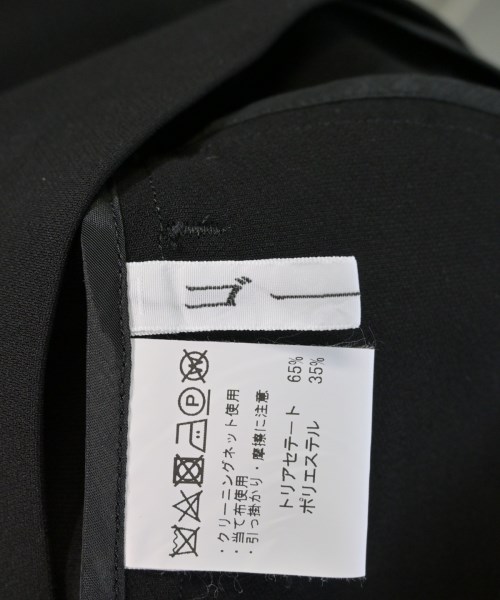 ゴ
トリアセテート 65%
ポリエステル 35%
・クリーニングネット使用
・当て布使用
・引っ掛かり・摩擦に注意